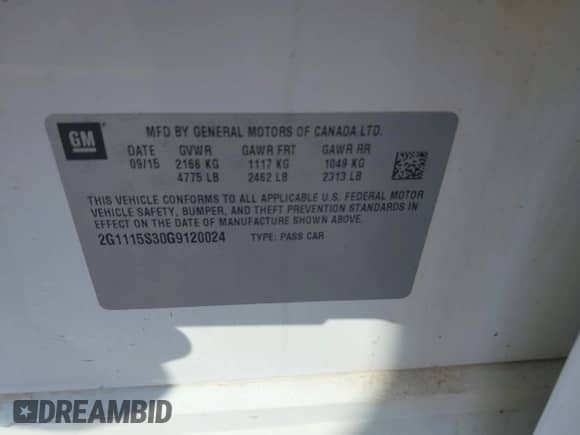 GM
MFD BY GENERAL MOTORS OF CANADA LTD.
DATE GVWR GAWR FRT GAWR RR
09/15 2166 KG 1117 KG 1049 KG
4775 LB 2462 LB 2313 LB
THIS VEHICLE CONFORMS TO ALL APPLICABLE U.S. FEDERAL MOTOR
VEHICLE SAFETY, BUMPER, AND THEFT PREVENTION STANDARDS IN
EFFECT ON THE DATE OF MANUFACTURE SHOWN ABOVE.
2G1115S30G9120024 TYPE: PASS CAR
DREAMBID